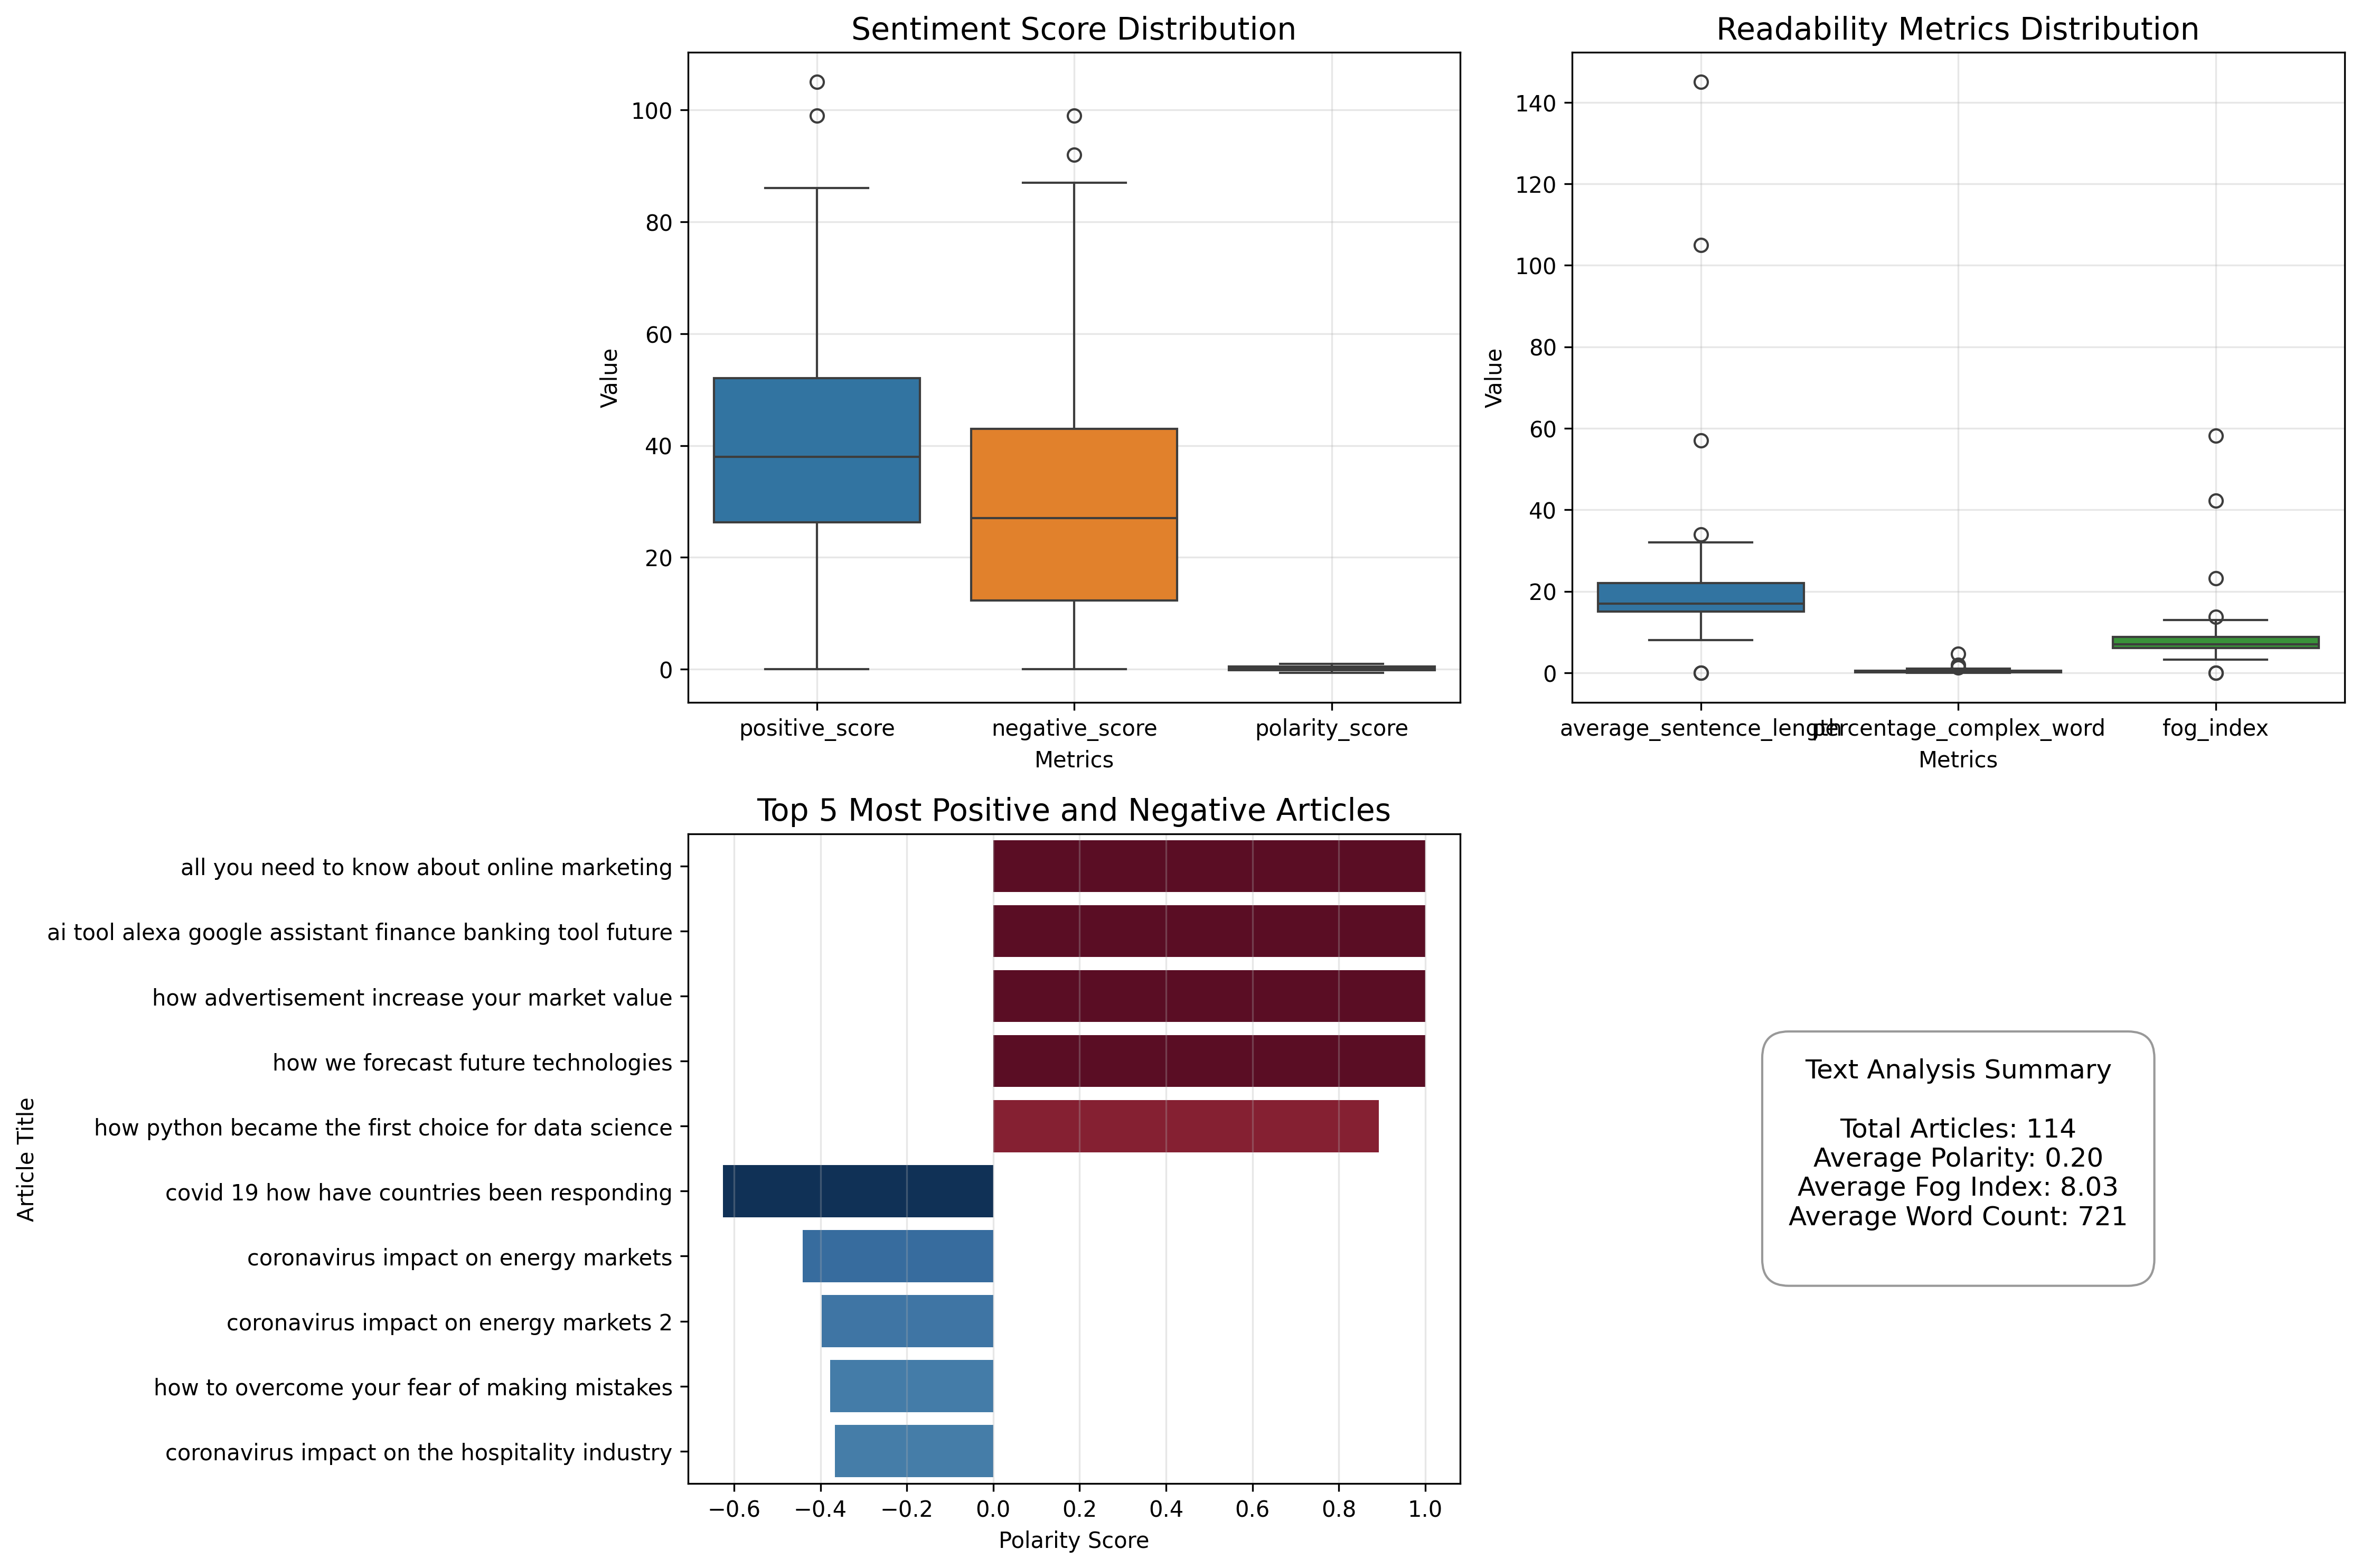 Sentiment Score Distribution
Value
100
80
60
40
20
0
positive_score
negative_score
polarity_score
Metrics
Readability Metrics Distribution
Value
140
120
100
80
60
40
20
0
average_sentence_length
percentage_complex_word
fog_index
Metrics
Top 5 Most Positive and Negative Articles
Article Title
all you need to know about online marketing
ai tool alexa google assistant finance banking tool future
how advertisement increase your market value
how we forecast future technologies
how python became the first choice for data science
covid 19 how have countries been responding
coronavirus impact on energy markets
coronavirus impact on energy markets 2
how to overcome your fear of making mistakes
coronavirus impact on the hospitality industry
−0.6
−0.4
−0.2
0.0
0.2
0.4
0.6
0.8
1.0
Polarity Score
Text Analysis Summary
Total Articles: 114
Average Polarity: 0.20
Average Fog Index: 8.03
Average Word Count: 721